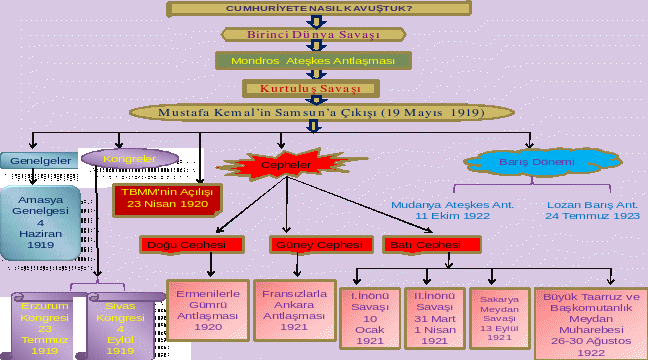 CUMHURİYETE NASIL KAVUŞTUK?
Birinci Dünya Savaşı
Mondros Ateşkes Antlaşması
Kurtuluş Savaşı
Mustafa Kemal'in Samsun'a Çıkışı (19 Mayıs 1919)
Genelgeler
Kongreler
Cepheler
Barış Dönemi
Amasya
Genelgesi
4
Haziran
1919
TBMM'nin Açılışı
23 Nisan 1920
Mudanya Ateşkes Ant.
11 Ekim 1922
Lozan Barış Ant.
24 Temmuz 1923
Doğu Cephesi
Güney Cephesi
Batı Cephesi
Erzurum
Kongresi
23
Temmuz
1919
Sivas
Kongresi
4
Eylül
1919
Ermenilerle
Gümrü
Antlaşması
1920
Fransızlarla
Ankara
Antlaşması
1921
I.İnönü
Savaşı
10
Ocak
1921
II.İnönü
Savaşı
31 Mart
1 Nisan
1921
Sakarya
Meydan
Savaşı
13 Eylül
1921
Büyük Taarruz ve
Başkomutanlık
Meydan
Muharebesi
26-30 Ağustos
1922